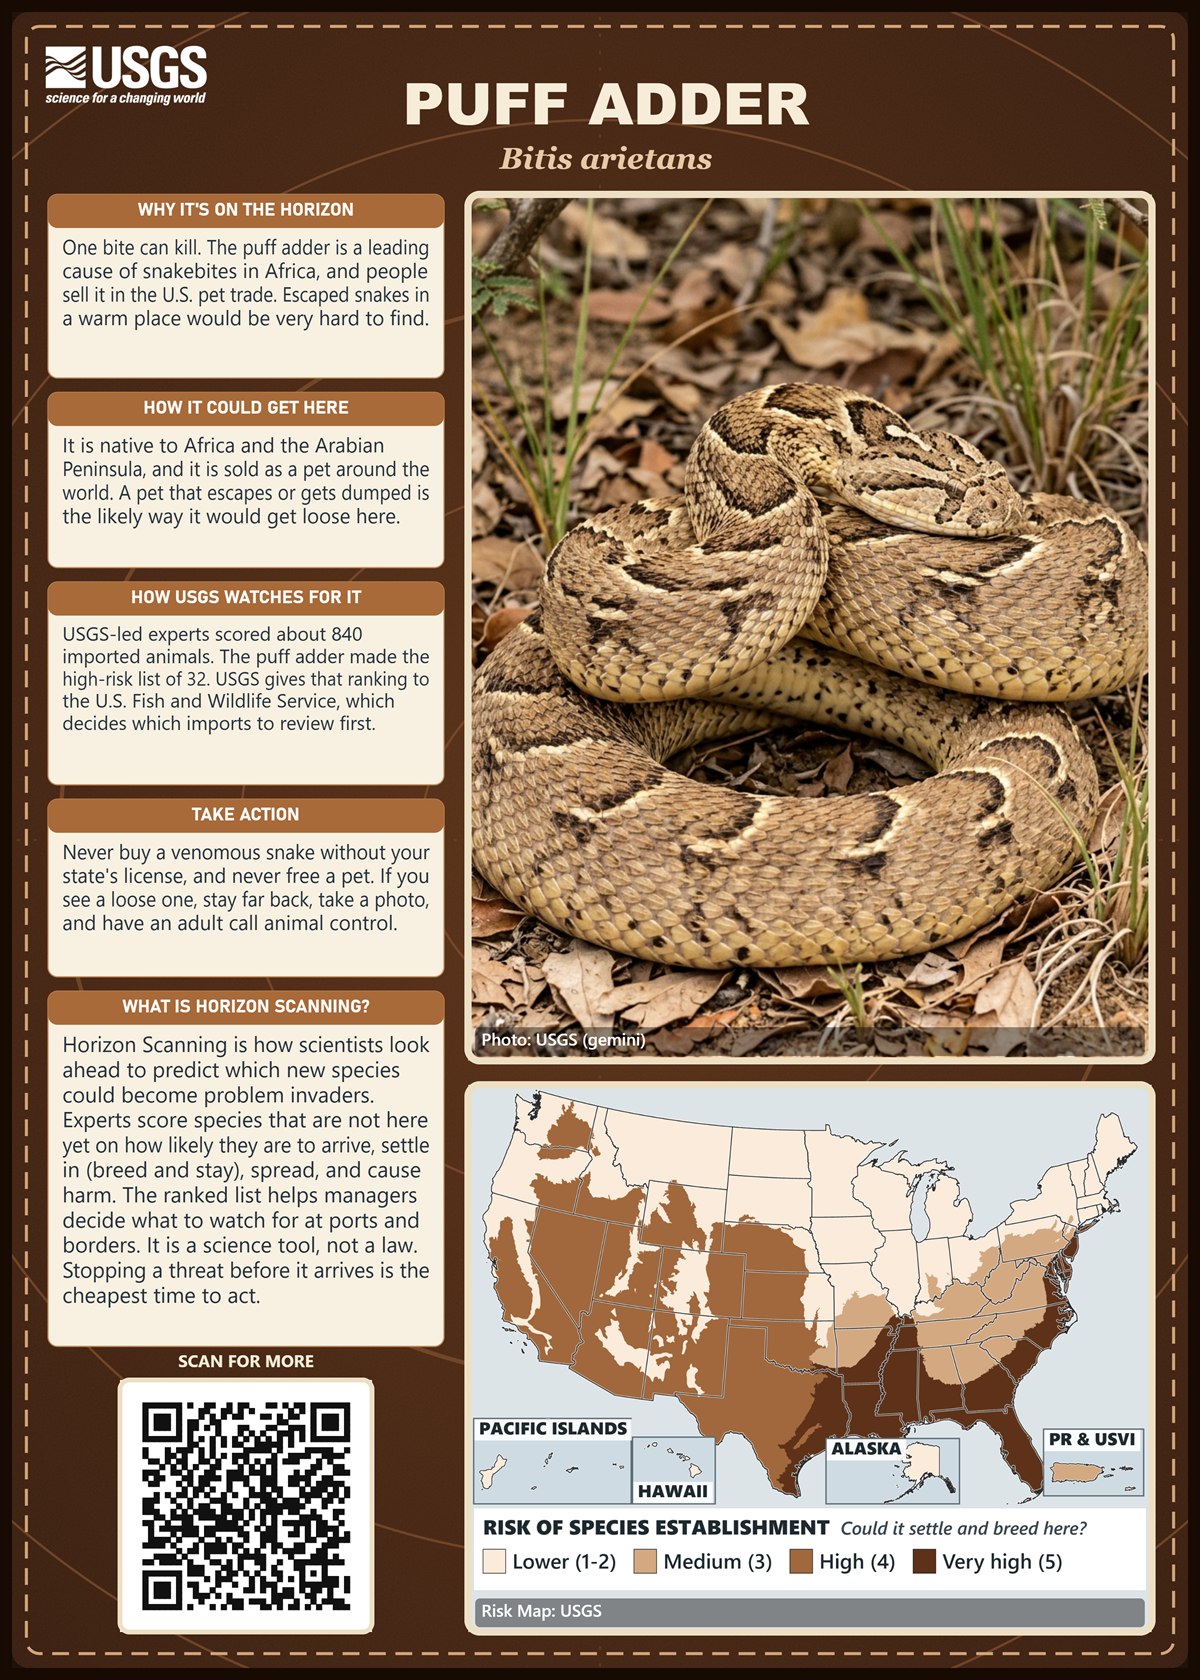 USGS
science for a changing world
PUFF ADDER
Bitis arietans
WHY IT'S ON THE HORIZON
One bite can kill. The puff adder is a leading
cause of snakebites in Africa, and people
sell it in the U.S. pet trade. Escaped snakes in
a warm place would be very hard to find.
HOW IT COULD GET HERE
It is native to Africa and the Arabian
Peninsula, and it is sold as a pet around the
world. A pet that escapes or gets dumped is
the likely way it would get loose here.
HOW USGS WATCHES FOR IT
USGS-led experts scored about 840
imported animals. The puff adder made the
high-risk list of 32. USGS gives that ranking to
the U.S. Fish and Wildlife Service, which
decides which imports to review first.
TAKE ACTION
Never buy a venomous snake without your
state's license, and never free a pet. If you
see a loose one, stay far back, take a photo,
and have an adult call animal control.
WHAT IS HORIZON SCANNING?
Horizon Scanning is how scientists look
ahead to predict which new species
could become problem invaders.
Experts score species that are not here
yet on how likely they are to arrive, settle
in (breed and stay), spread, and cause
harm. The ranked list helps managers
decide what to watch for at ports and
borders. It is a science tool, not a law.
Stopping a threat before it arrives is the
cheapest time to act.
SCAN FOR MORE
Photo: USGS (gemini)
PACIFIC ISLANDS
HAWAII
ALASKA
PR & USVI
RISK OF SPECIES ESTABLISHMENT Could it settle and breed here?
Lower (1-2) Medium (3) High (4) Very high (5)
Risk Map: USGS